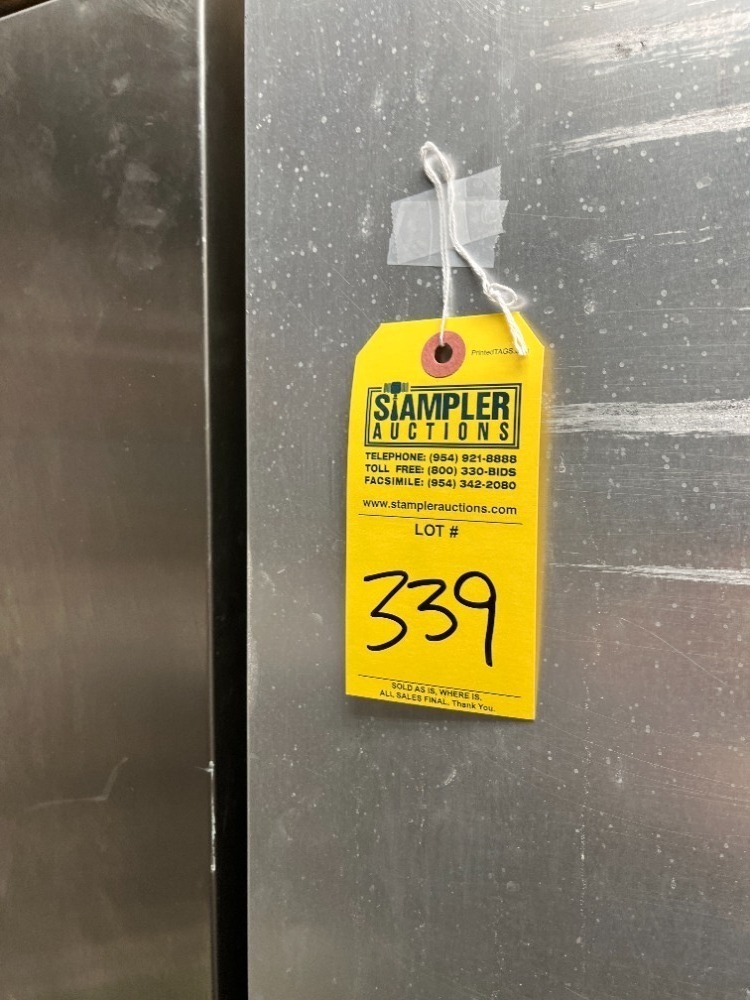 PrintedTAGS.
STAMPLER
AUCTIONS
TELEPHONE: (954) 921-8888
TOLL FREE: (800) 330-BIDS
FACSIMILE: (954) 342-2080
www.stamplerauctions.com
LOT #
339
SOLD AS IS, WHERE IS.
ALL SALES FINAL. Thank You.